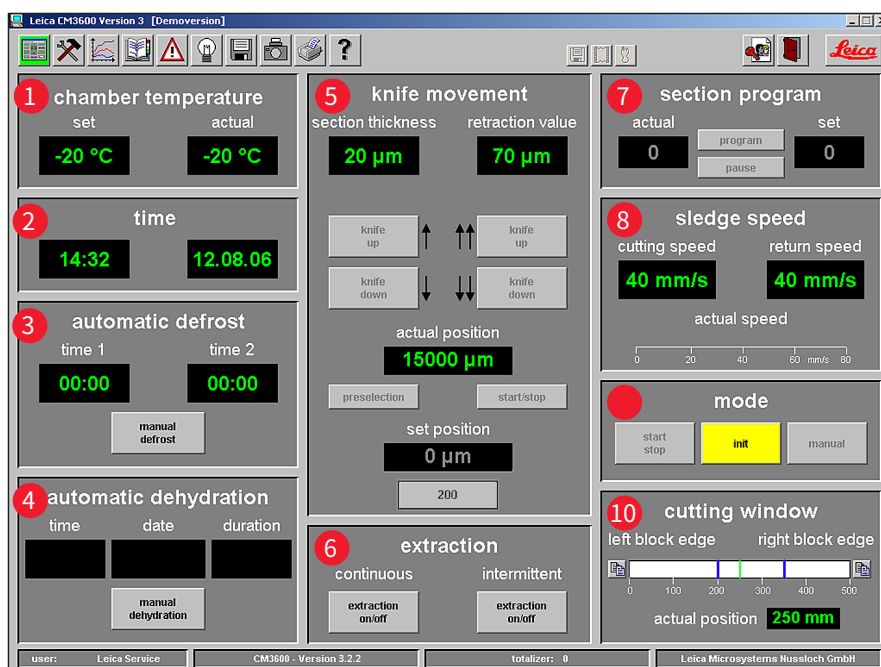 Leica CM3600 Version 3 [Demoversion]
?
Leica
1
chamber temperature
set
actual
-20 °C
-20 °C
2
time
14:32
12.08.06
3
automatic defrost
time 1
time 2
00:00
00:00
manual
defrost
4
automatic dehydration
time
date
duration
manual
dehydration
5
knife movement
section thickness
retraction value
20 µm
70 µm
knife
up
knife
up
knife
down
knife
down
actual position
15000 µm
preselection
start/stop
set position
0 µm
200
6
extraction
continuous
intermittent
extraction
on/off
extraction
on/off
7
section program
actual
set
0
program
0
pause
8
sledge speed
cutting speed
return speed
40 mm/s
40 mm/s
actual speed
0 20 40 60 mm/s 80
mode
start
stop
init
manual
10
cutting window
left block edge
right block edge
0 100 200 300 400 500
actual position 250 mm
user: Leica Service
CM3600 - Version 3.2.2
totalizer: 0
Leica Microsystems Nussloch GmbH